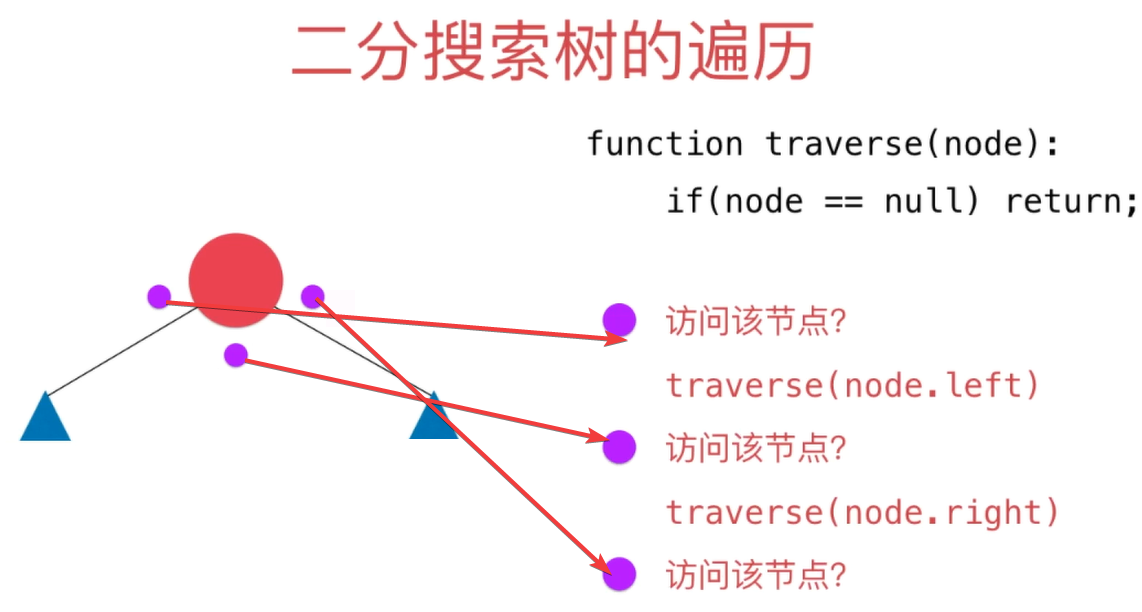 二分搜索树的遍历
function traverse(node):
if(node == null) return;
访问该节点?
traverse(node.left)
访问该节点?
traverse(node.right)
访问该节点?